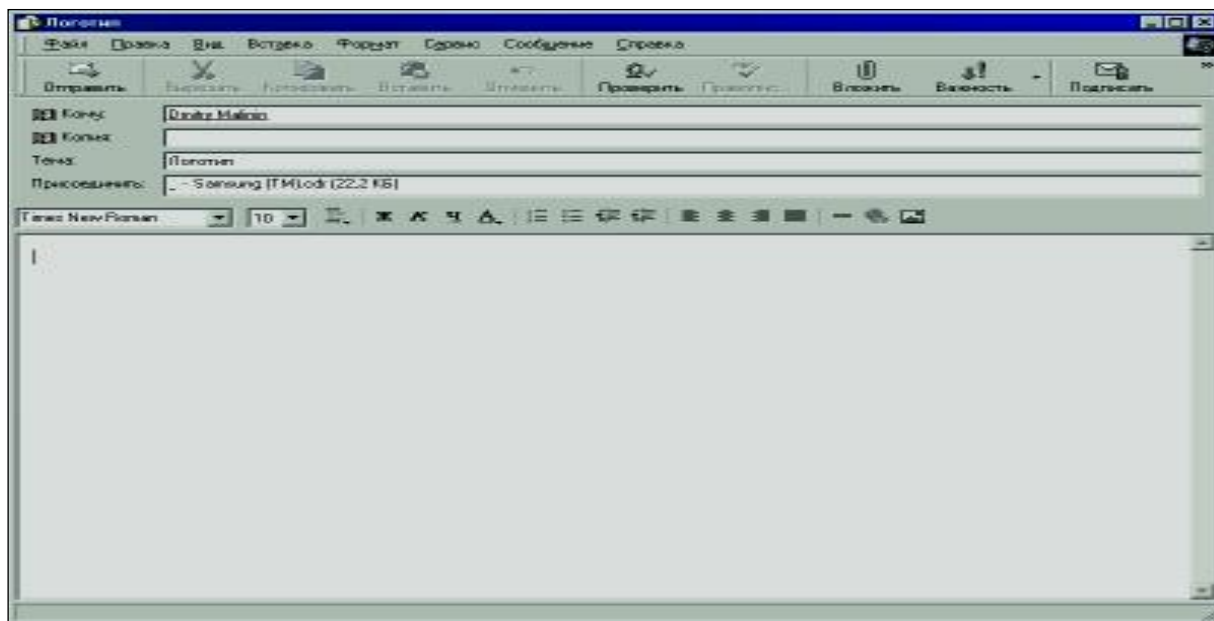 Логотип
Файл Правка Вид Вставка Формат Сервис Сообщение Справка
Отправить Вырезать Копировать Вставить Отменить Проверить Правопис... Вложить Важность Подписать
Кому: Dmitry Malinin
Копия:
Тема: Логотип
Присоединить: _ - Samsung (TM).cdr (22,2 КБ)
Times New Roman 10 Ж К Ч А